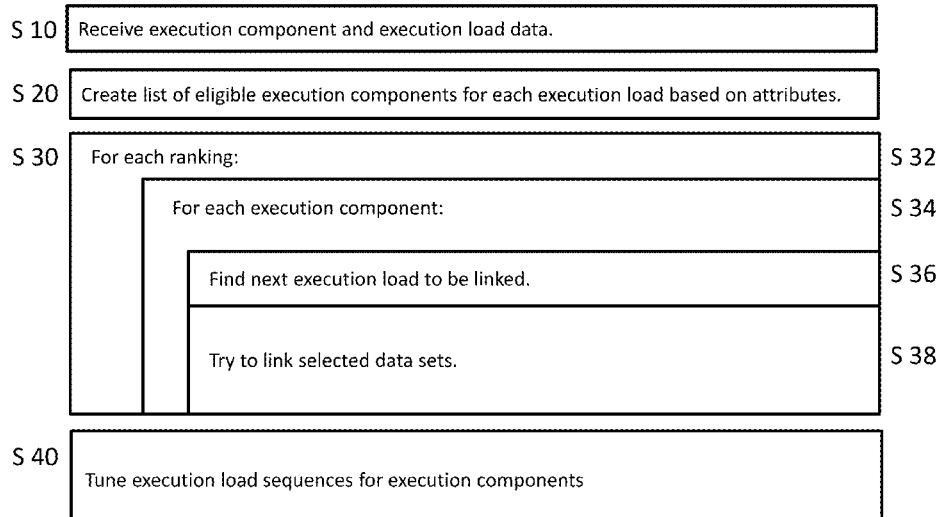 S 10 Receive execution component and execution load data.
S 20 Create list of eligible execution components for each execution load based on attributes.
S 30 For each ranking: S 32
For each execution component: S 34
Find next execution load to be linked. S 36
Try to link selected data sets. S 38
S 40
Tune execution load sequences for execution components